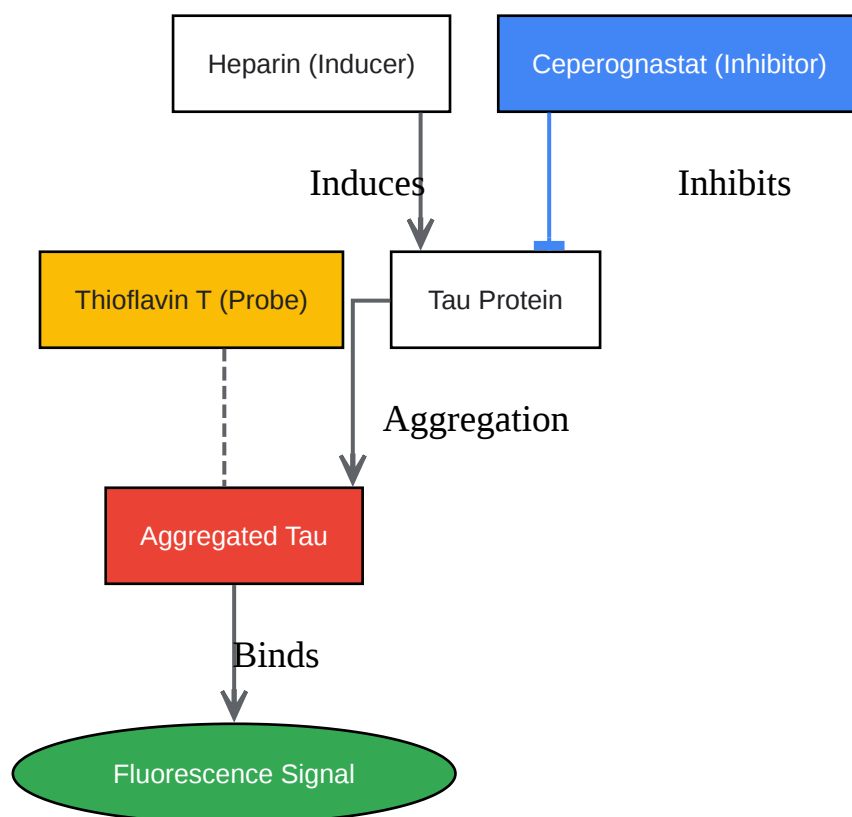 Heparin (Inducer)
Ceperognastat (Inhibitor)
Induces
Inhibits
Thioflavin T (Probe)
Tau Protein
Aggregation
Aggregated Tau
Binds
Fluorescence Signal